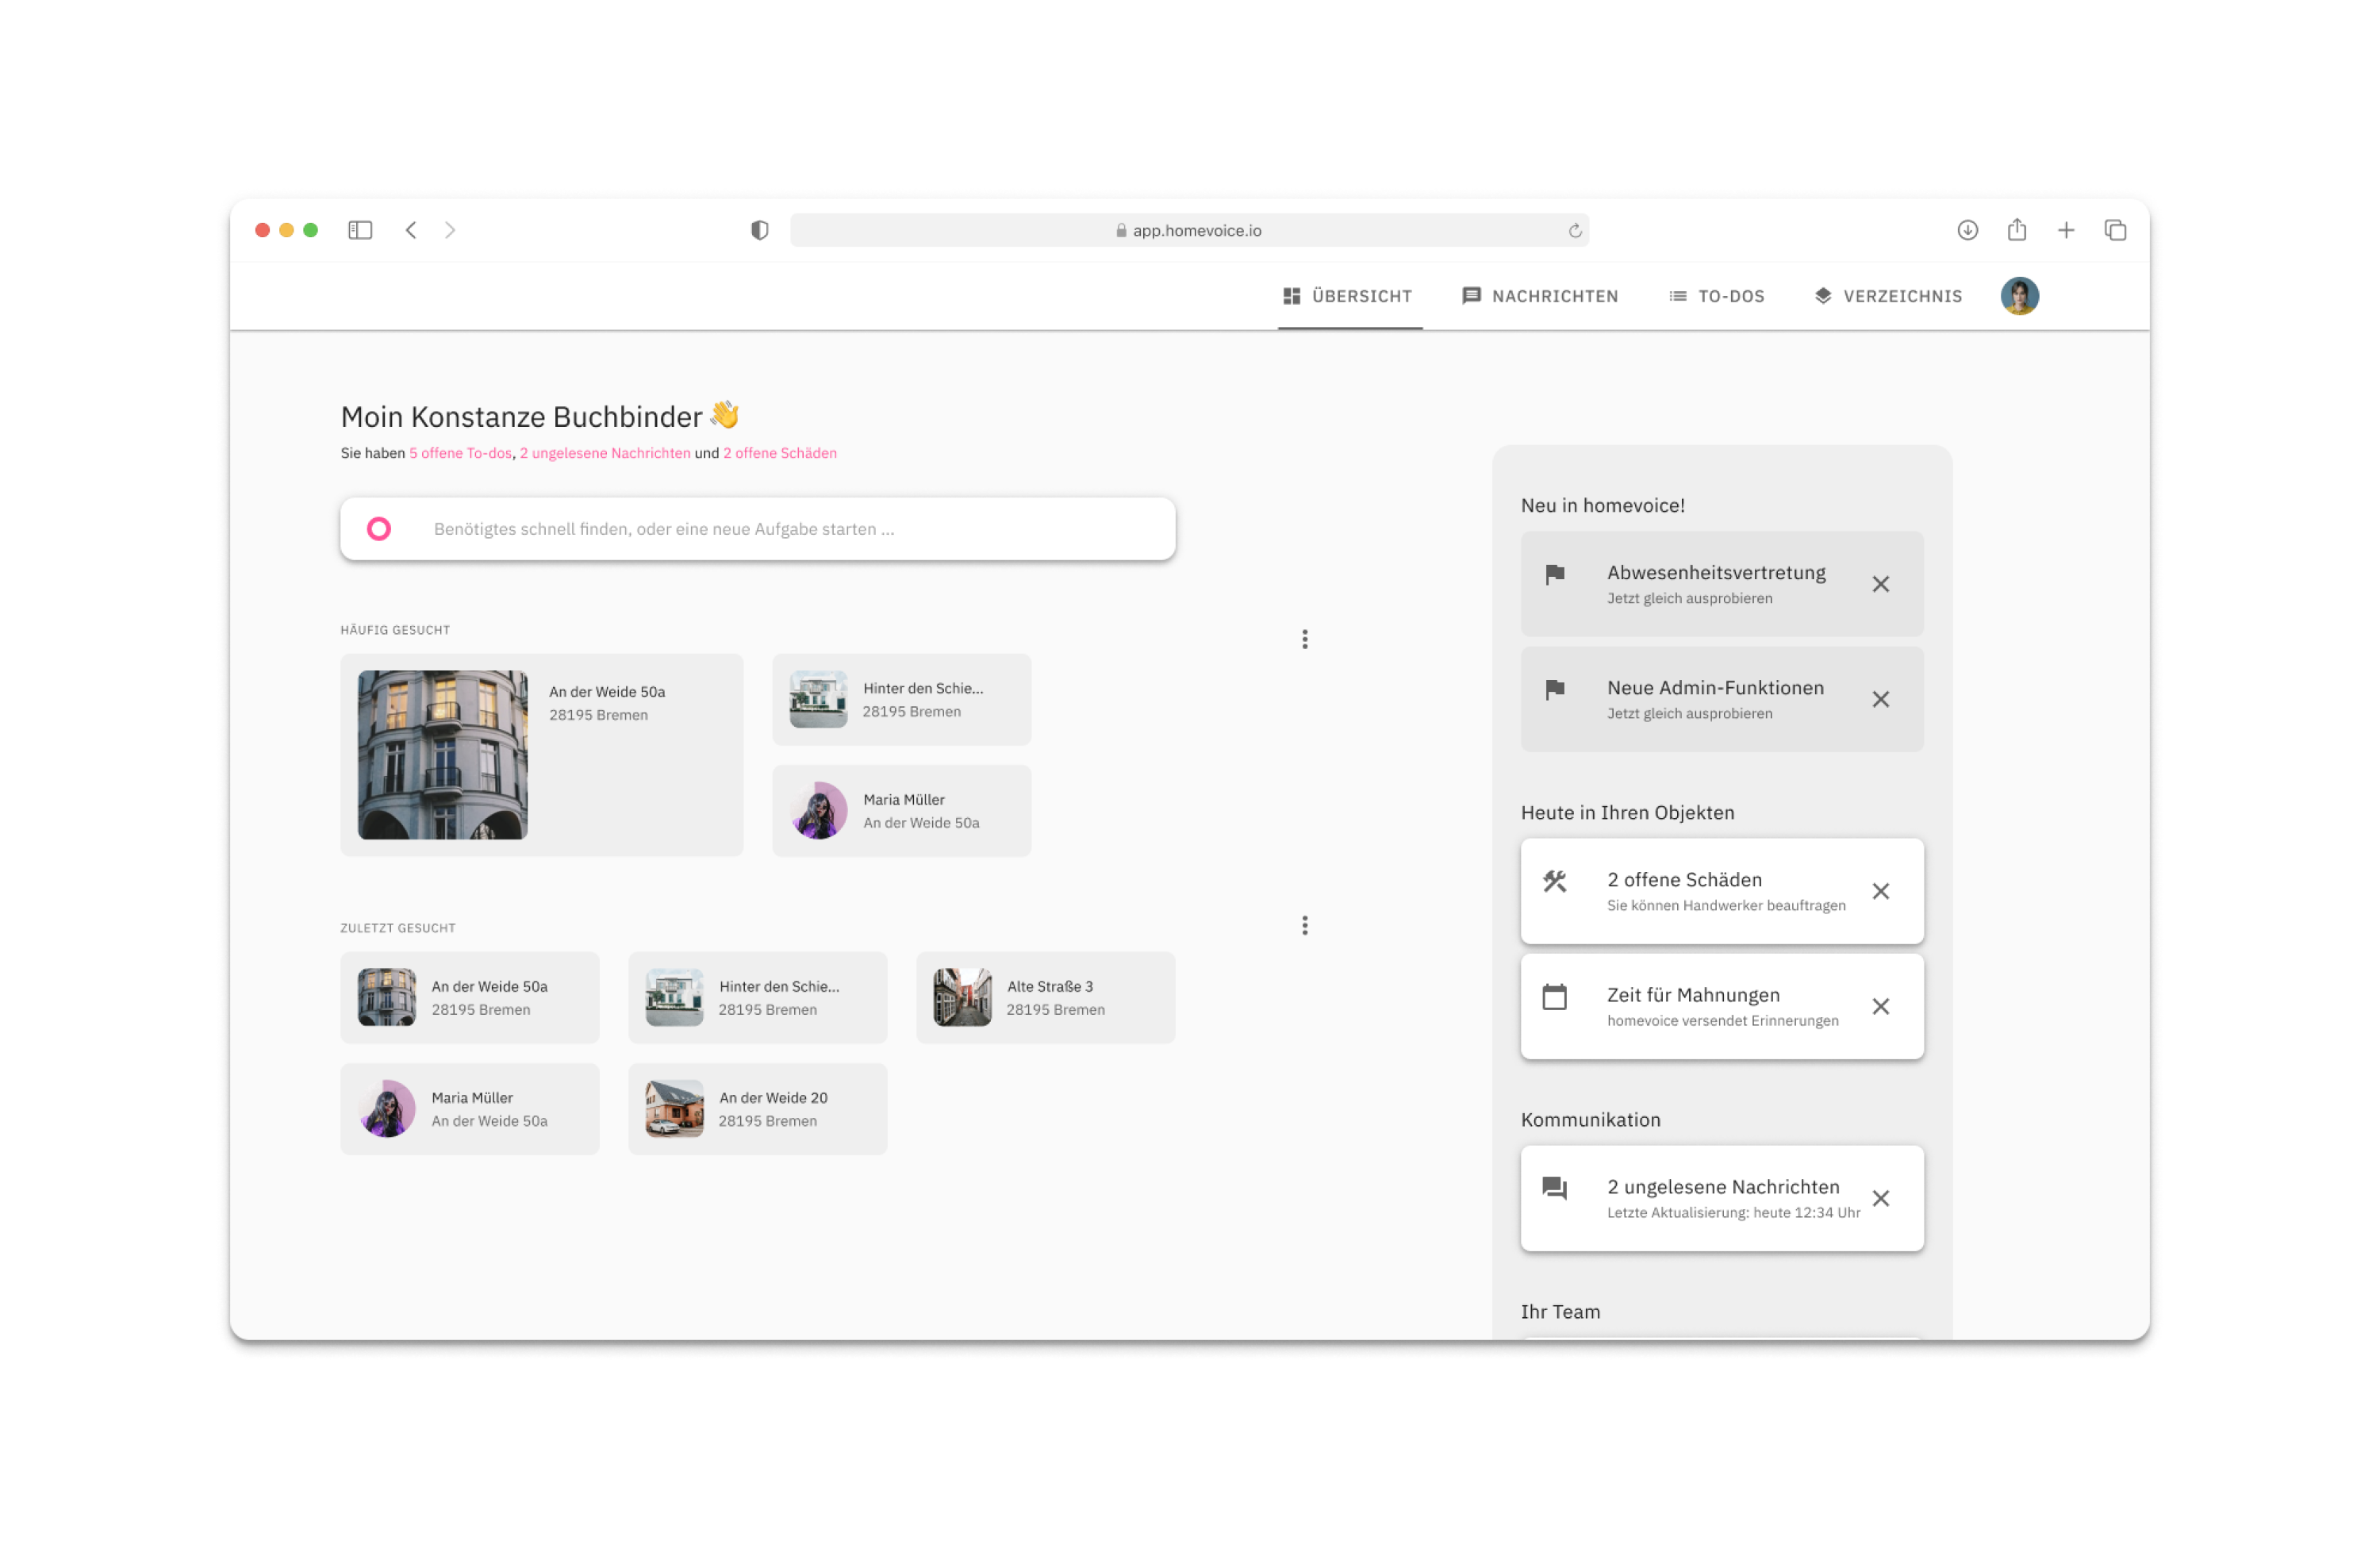 app.homevoice.io
ÜBERSICHT
NACHRICHTEN
TO-DOS
VERZEICHNIS
Moin Konstanze Buchbinder 👋
Sie haben 5 offene To-dos, 2 ungelesene Nachrichten und 2 offene Schäden
Benötigtes schnell finden, oder eine neue Aufgabe starten ...
HÄUFIG GESUCHT
An der Weide 50a
28195 Bremen
Hinter den Schie...
28195 Bremen
Maria Müller
An der Weide 50a
ZULETZT GESUCHT
An der Weide 50a
28195 Bremen
Hinter den Schie...
28195 Bremen
Alte Straße 3
28195 Bremen
Maria Müller
An der Weide 50a
An der Weide 20
28195 Bremen
Neu in homevoice!
Abwesenheitsvertretung
Jetzt gleich ausprobieren
Neue Admin-Funktionen
Jetzt gleich ausprobieren
Heute in Ihren Objekten
2 offene Schäden
Sie können Handwerker beauftragen
Zeit für Mahnungen
homevoice versendet Erinnerungen
Kommunikation
2 ungelesene Nachrichten
Letzte Aktualisierung: heute 12:34 Uhr
Ihr Team